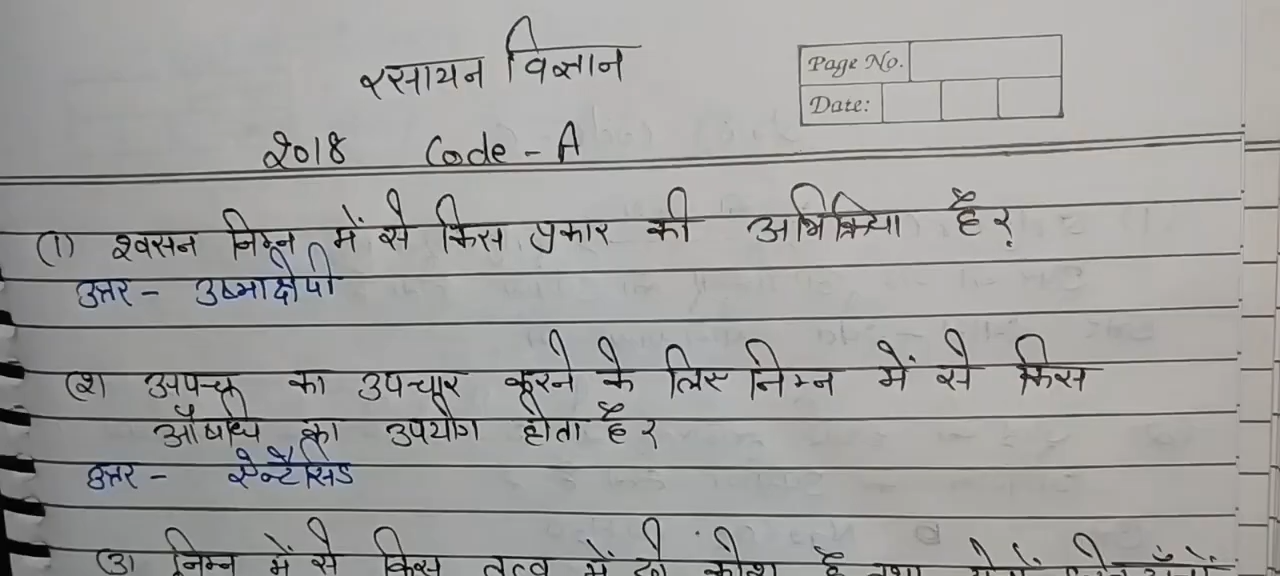 रसायन विज्ञान
Page No.
Date:
2018 Code - A
(1) श्वसन निम्न में से किस प्रकार की अभिक्रिया है?
उत्तर - उष्माक्षेपी
(2) अपच का उपचार करने के लिए निम्न में से किस
औषधि का उपयोग होता है?
उत्तर - ऐन्टैसिड
(3) निम्न में से किस तत्व में दो कोश है तथा